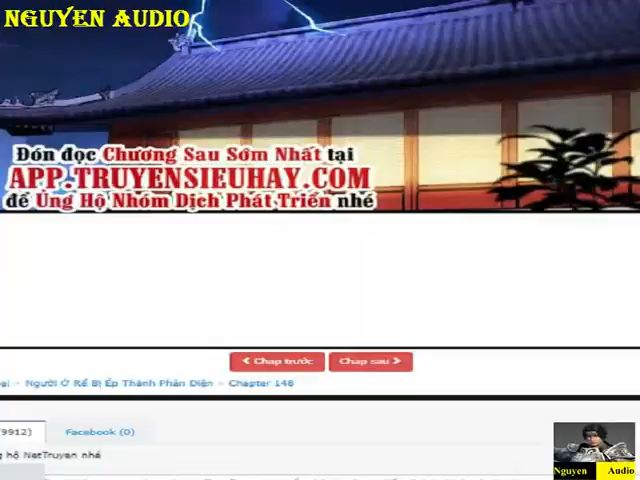 NGUYEN AUDIO
Đón đọc Chương Sau Sớm Nhất tại
APP.TRUYENSIEUHAY.COM
để Ủng Hộ Nhóm Dịch Phát Triển nhé
Chap trước
Chap sau
Người Ở Rể Bị Ép Thành Phản Diện » Chapter 146
9912)
Facebook (0)
hộ NetTruyen nhé
Nguyen Audio